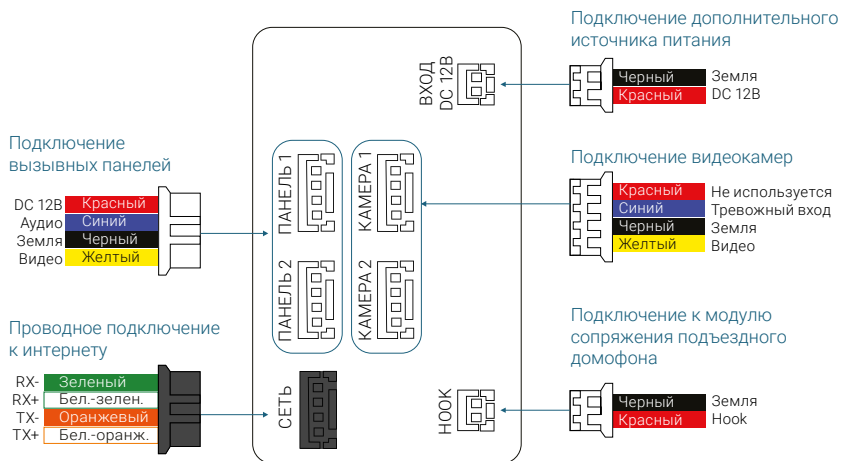 Подключение
вызывных панелей
DC 12В Красный
Аудио Синий
Земля Черный
Видео Желтый
Проводное подключение
к интернету
RX- Зеленый
RX+ Бел.-зелен.
TX- Оранжевый
TX+ Бел.-оранж.
ВХОД
DC 12В
ПАНЕЛЬ 1
КАМЕРА 1
ПАНЕЛЬ 2
КАМЕРА 2
СЕТЬ
HOOK
Подключение дополнительного
источника питания
Черный Земля
Красный DC 12В
Подключение видеокамер
Красный Не используется
Синий Тревожный вход
Черный Земля
Желтый Видео
Подключение к модулю
сопряжения подъездного
домофона
Черный Земля
Красный Hook